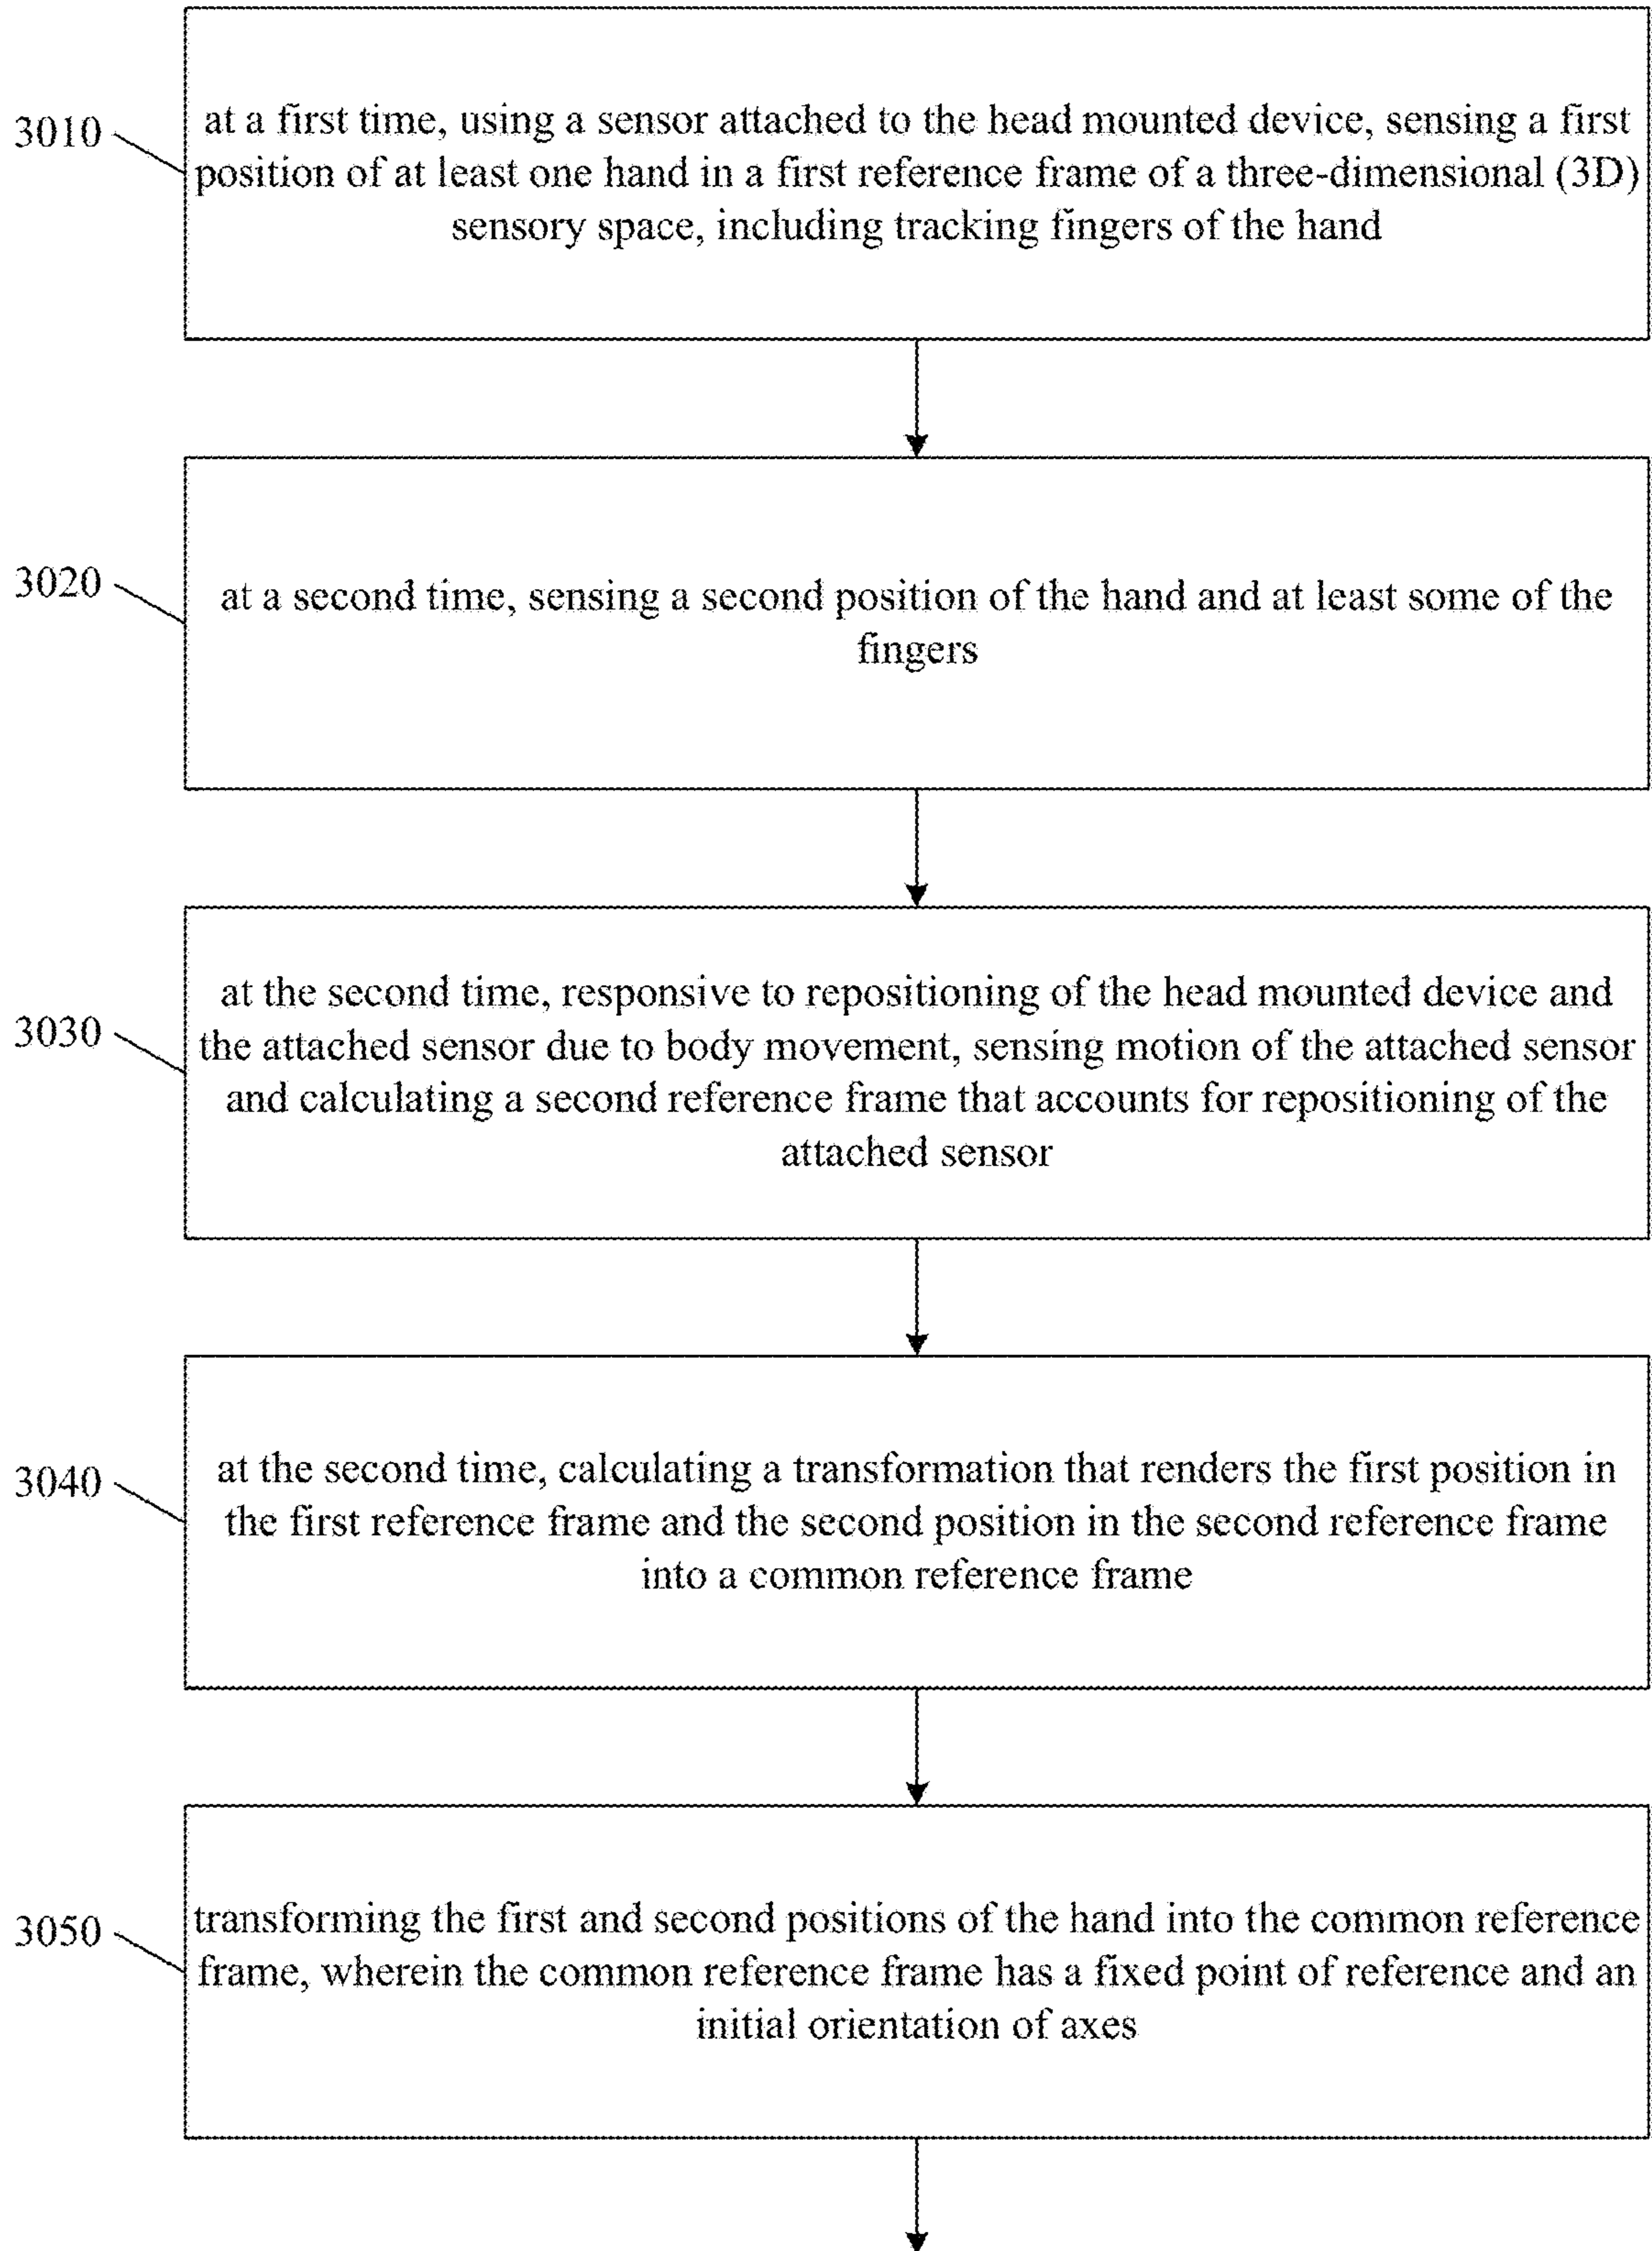 3010
at a first time, using a sensor attached to the head mounted device, sensing a first
position of at least one hand in a first reference frame of a three-dimensional (3D)
sensory space, including tracking fingers of the hand
3020
at a second time, sensing a second position of the hand and at least some of the
fingers
3030
at the second time, responsive to repositioning of the head mounted device and
the attached sensor due to body movement, sensing motion of the attached sensor
and calculating a second reference frame that accounts for repositioning of the
attached sensor
3040
at the second time, calculating a transformation that renders the first position in
the first reference frame and the second position in the second reference frame
into a common reference frame
3050
transforming the first and second positions of the hand into the common reference
frame, wherein the common reference frame has a fixed point of reference and an
initial orientation of axes